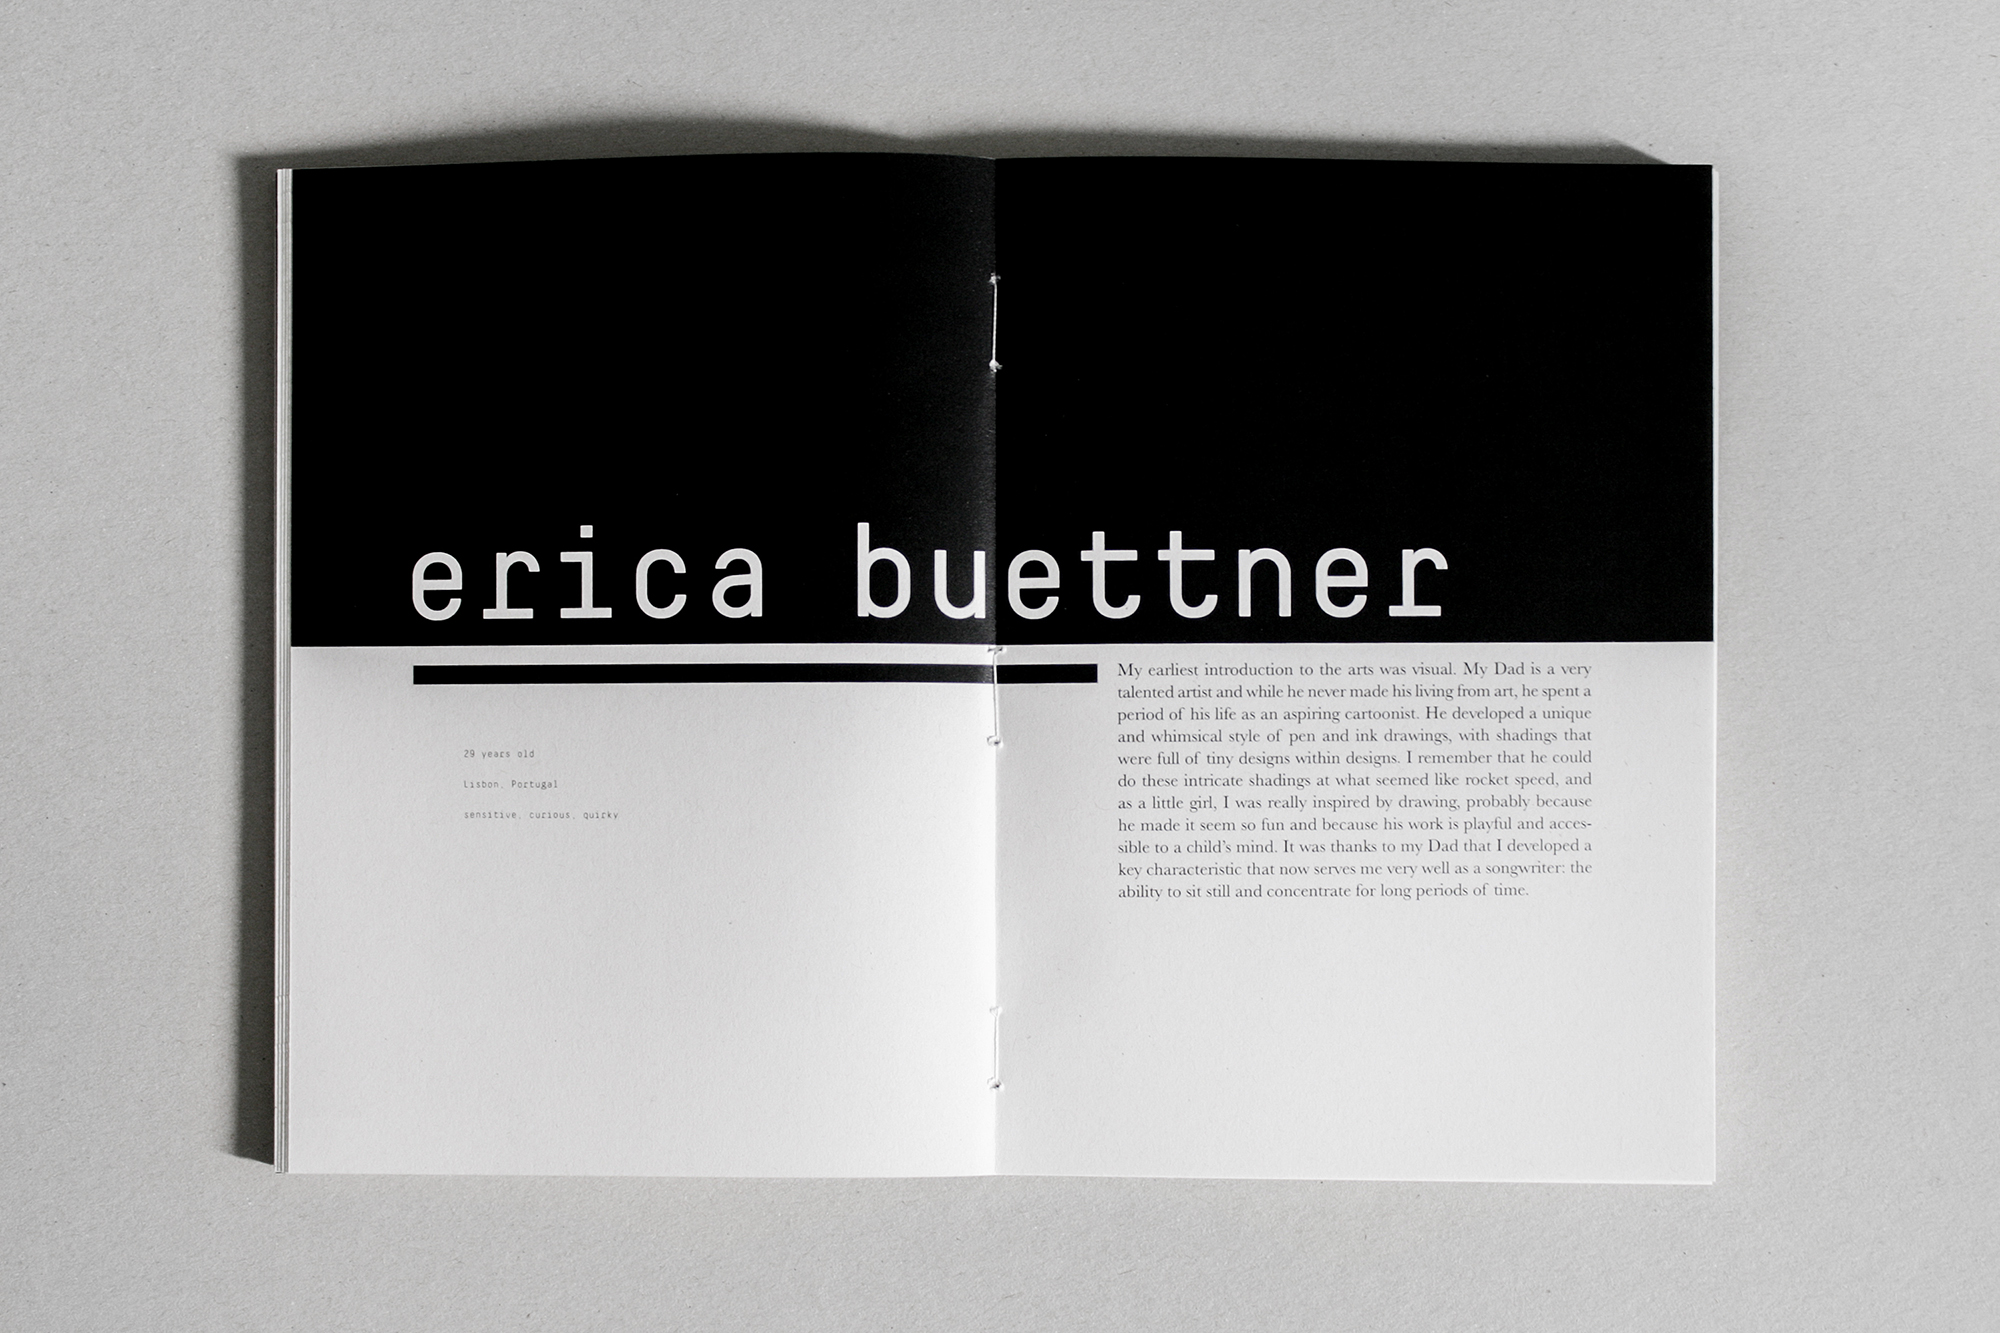 erica buettner
29 years old
Lisbon, Portugal
sensitive, curious, quirky
My earliest introduction to the arts was visual. My Dad is a very
talented artist and while he never made his living from art, he spent a
period of his life as an aspiring cartoonist. He developed a unique
and whimsical style of pen and ink drawings, with shadings that
were full of tiny designs within designs. I remember that he could
do these intricate shadings at what seemed like rocket speed, and
as a little girl, I was really inspired by drawing, probably because
he made it seem so fun and because his work is playful and acces-
sible to a child’s mind. It was thanks to my Dad that I developed a
key characteristic that now serves me very well as a songwriter: the
ability to sit still and concentrate for long periods of time.